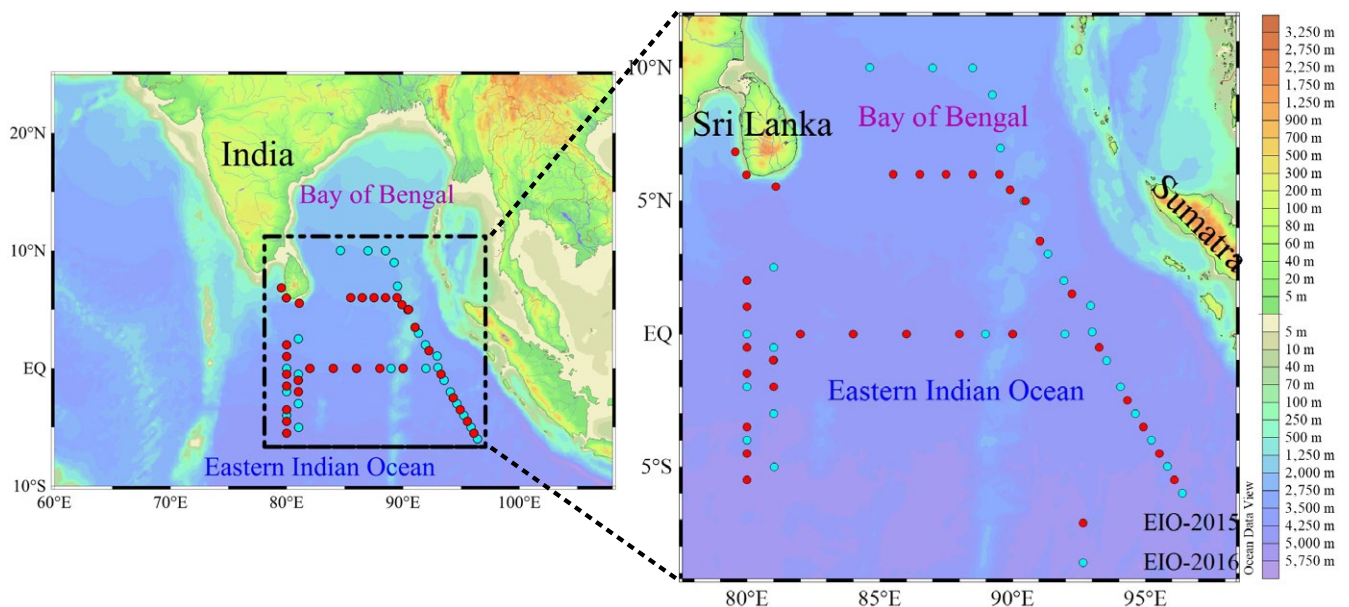 20°N
10°N
EQ
10°S
60°E
70°E
80°E
90°E
100°E
India
Bay of Bengal
Eastern Indian Ocean
10°N
5°N
EQ
5°S
80°E
85°E
90°E
95°E
Sri Lanka
Bay of Bengal
Sumatra
Eastern Indian Ocean
EIO-2015
EIO-2016
Ocean Data View
3,250 m
2,750 m
2,250 m
1,750 m
1,250 m
900 m
700 m
500 m
300 m
200 m
100 m
80 m
60 m
40 m
20 m
5 m
5 m
10 m
40 m
70 m
100 m
250 m
500 m
1,250 m
2,000 m
2,750 m
3,500 m
4,250 m
5,000 m
5,750 m